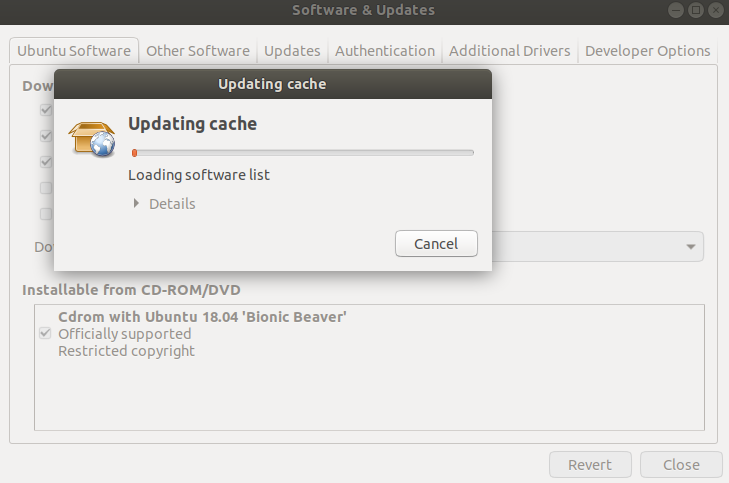 Software & Updates
Ubuntu Software
Other Software
Updates
Authentication
Additional Drivers
Developer Options
Updating cache
Updating cache
Loading software list
Details
Cancel
Installable from CD-ROM/DVD
Cdrom with Ubuntu 18.04 'Bionic Beaver'
Officially supported
Restricted copyright
Revert
Close